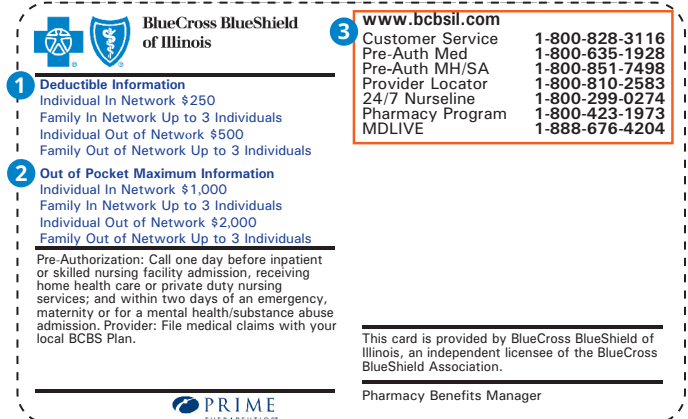 BlueCross BlueShield
of Illinois
1
Deductible Information
Individual In Network $250
Family In Network Up to 3 Individuals
Individual Out of Network $500
Family Out of Network Up to 3 Individuals
2
Out of Pocket Maximum Information
Individual In Network $1,000
Family In Network Up to 3 Individuals
Individual Out of Network $2,000
Family Out of Network Up to 3 Individuals
Pre-Authorization: Call one day before inpatient
or skilled nursing facility admission, receiving
home health care or private duty nursing
services; and within two days of an emergency,
maternity or for a mental health/substance abuse
admission. Provider: File medical claims with your
local BCBS Plan.
PRIME
3
www.bcbsil.com
Customer Service 1-800-828-3116
Pre-Auth Med 1-800-635-1928
Pre-Auth MH/SA 1-800-851-7498
Provider Locator 1-800-810-2583
24/7 Nurseline 1-800-299-0274
Pharmacy Program 1-800-423-1973
MDLIVE 1-888-676-4204
This card is provided by BlueCross BlueShield of
Illinois, an independent licensee of the BlueCross
BlueShield Association.
Pharmacy Benefits Manager